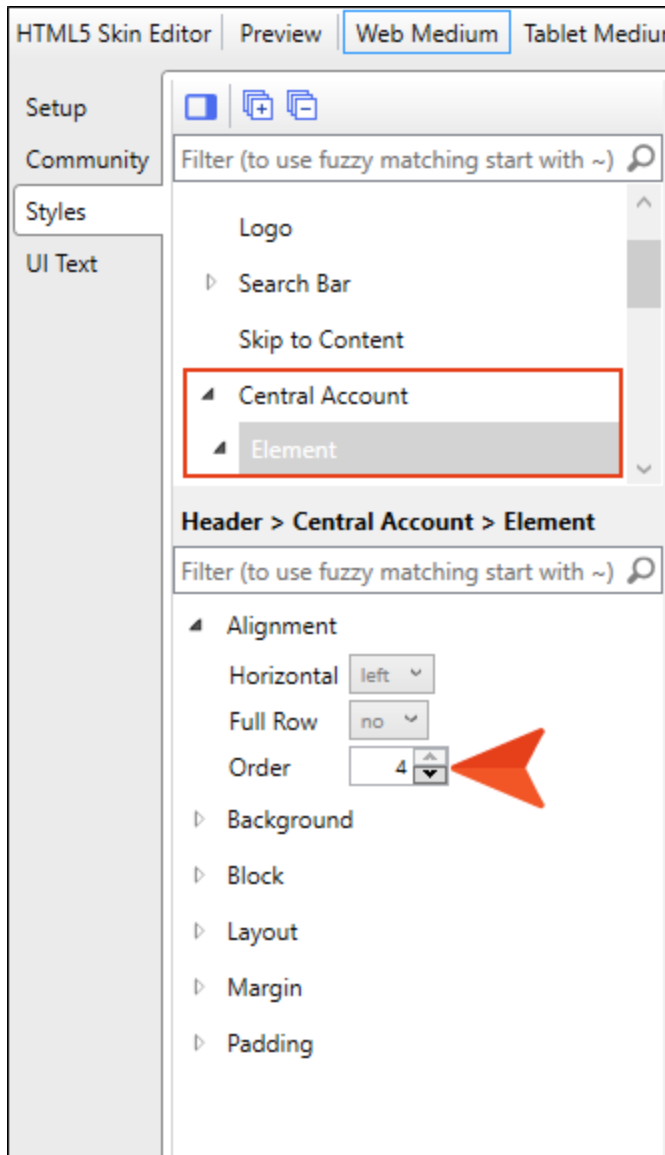 HTML5 Skin Editor Preview Web Medium Tablet Mediu
Setup
Community
Styles
UI Text
Filter (to use fuzzy matching start with ~)
Logo
Search Bar
Skip to Content
Central Account
Element
Header > Central Account > Element
Filter (to use fuzzy matching start with ~)
Alignment
Horizontal left
Full Row no
Order 4
Background
Block
Layout
Margin
Padding